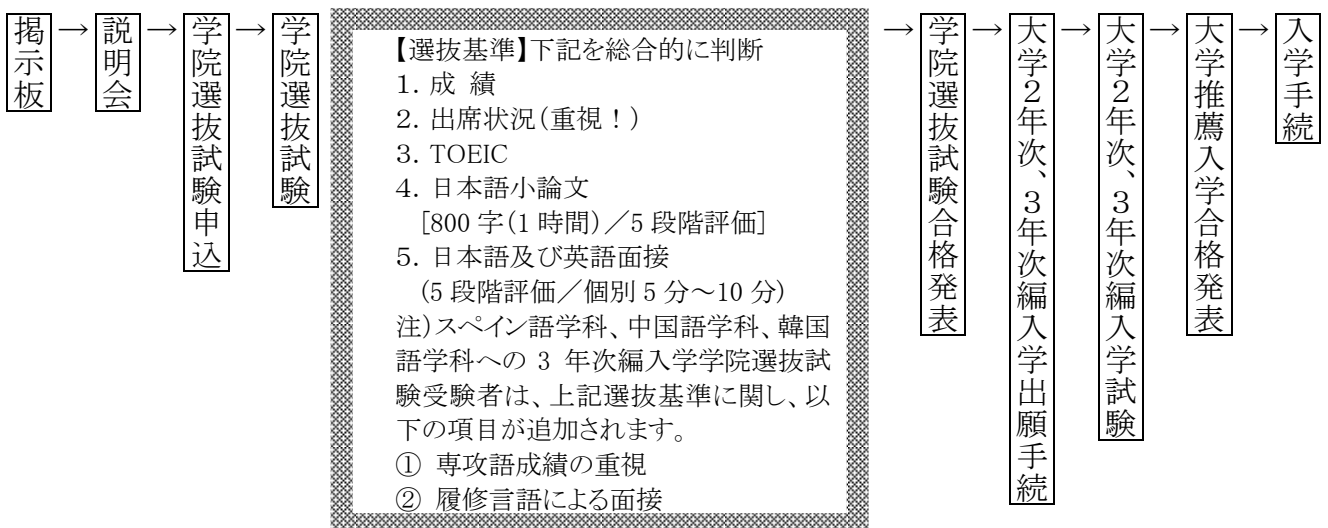 掲示板
→
説明会
→
学院選抜試験申込
→
学院選抜試験
【選抜基準】下記を総合的に判断
1. 成 績
2. 出席状況(重視！)
3. TOEIC
4. 日本語小論文
[800 字(1 時間)／5 段階評価]
5. 日本語及び英語面接
(5 段階評価／個別 5 分～10 分)
注)スペイン語学科、中国語学科、韓国
語学科への 3 年次編入学学院選抜試
験受験者は、上記選抜基準に関し、以
下の項目が追加されます。
① 専攻語成績の重視
② 履修言語による面接
→
学院選抜試験合格発表
→
大学２年次、３年次編入学出願手続
→
大学２年次、３年次編入学試験
→
大学推薦入学合格発表
→
入学手続